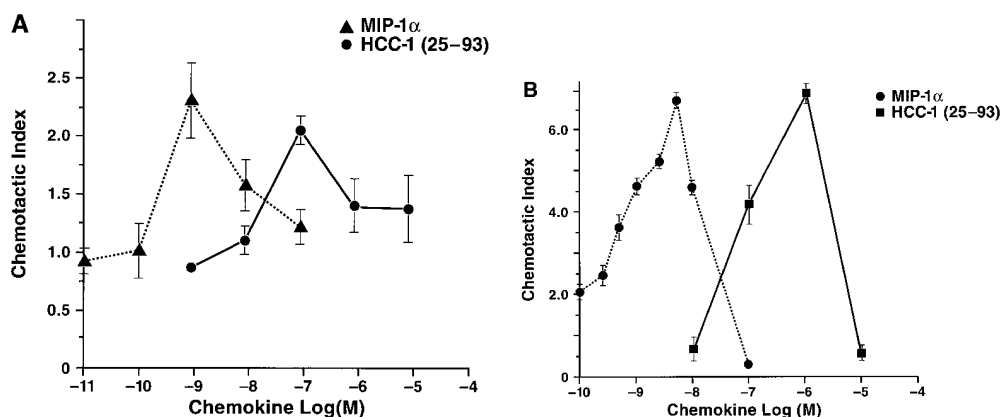 A
▲ MIP-1α
● HCC-1 (25–93)
Chemotactic Index
2.5
2.0
1.5
1.0
0.5
0
–11 –10 –9 –8 –7 –6 –5 –4
Chemokine Log(M)
B
● MIP-1α
■ HCC-1 (25–93)
Chemotactic Index
6.0
4.0
2.0
0
–10 –9 –8 –7 –6 –5 –4
Chemokine Log (M)